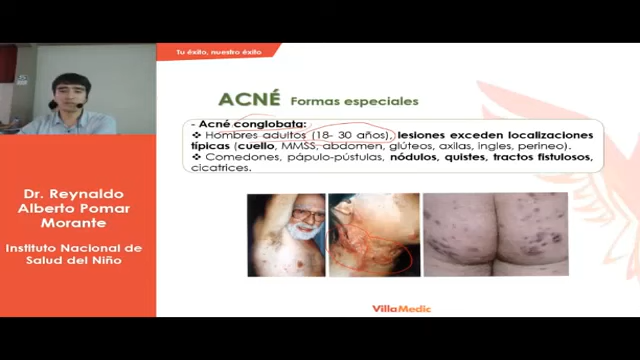 Tu éxito, nuestro éxito
ACNÉ Formas especiales
- Acné conglobata:
❖ Hombres adultos (18- 30 años), lesiones exceden localizaciones
típicas (cuello, MMSS, abdomen, glúteos, axilas, ingles, perineo).
❖ Comedones, pápulo-pústulas, nódulos, quistes, tractos fistulosos,
cicatrices.
Dr. Reynaldo
Alberto Pomar
Morante
Instituto Nacional de
Salud del Niño
VillaMedic